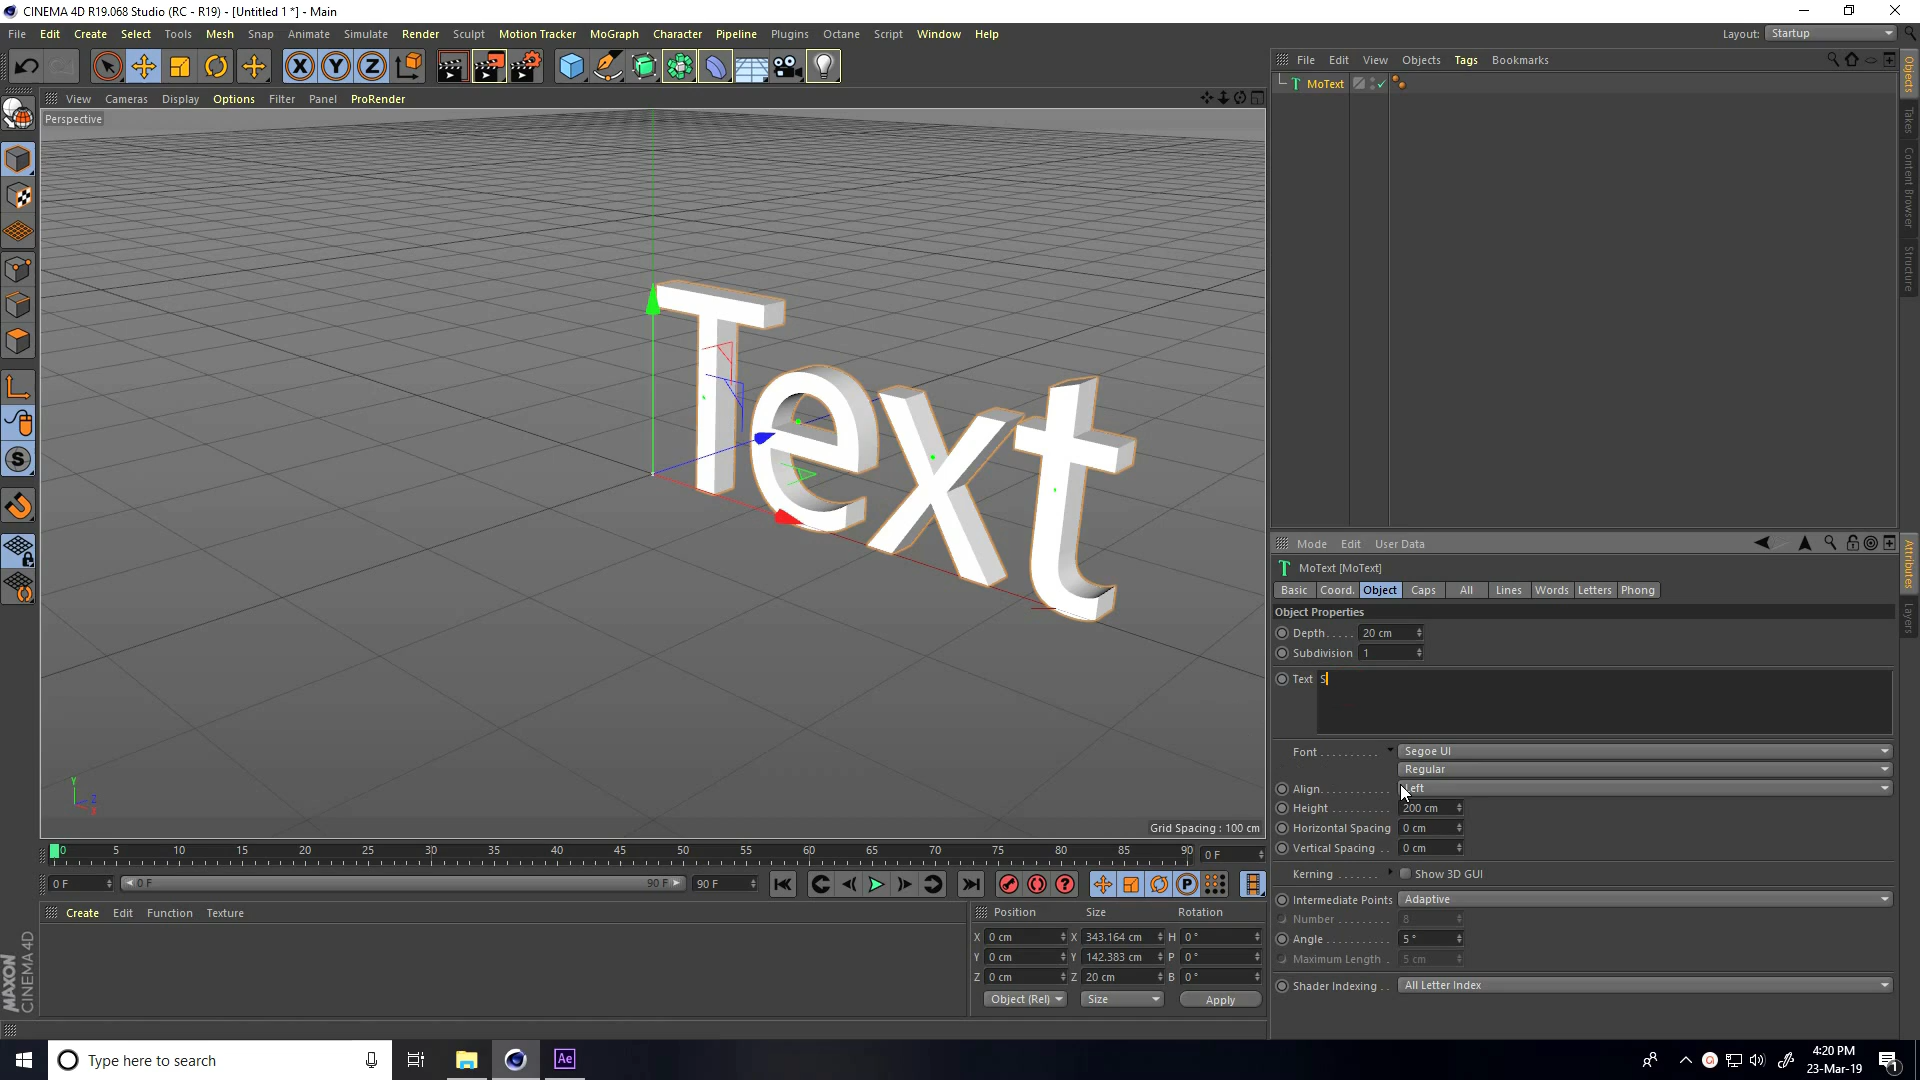 CINEMA 4D R19.068 Studio (RC - R19) - [Untitled 1 *] - Main
File Edit Create Select Tools Mesh Snap Animate Simulate Render Sculpt Motion Tracker MoGraph Character Pipeline Plugins Octane Script Window Help
Layout: Startup
X Y Z
File Edit View Objects Tags Bookmarks
MoText
View Cameras Display Options Filter Panel ProRender
Perspective
Text
Y
Z
X
Grid Spacing : 100 cm
Objects
Takes
Content Browser
Structure
Mode Edit User Data
MoText [MoText]
Basic Coord. Object Caps All Lines Words Letters Phong
Object Properties
Depth..... 20 cm
Subdivision 1
Text S
Font .......... Segoe UI
Regular
Align............ Left
Height .......... 200 cm
Horizontal Spacing 0 cm
Vertical Spacing .. 0 cm
Kerning ....... Show 3D GUI
Intermediate Points Adaptive
Number .......... 8
Angle ........... 5 °
Maximum Length . 5 cm
Shader Indexing .. All Letter Index
Attributes
Layers
0 5 10 15 20 25 30 35 40 45 50 55 60 65 70 75 80 85 90 0 F
0 F 0 F 90 F 90 F
Create Edit Function Texture
Position Size Rotation
X 0 cm X 343.164 cm H 0 °
Y 0 cm Y 142.383 cm P 0 °
Z 0 cm Z 20 cm B 0 °
Object (Rel) Size Apply
MAXON
CINEMA 4D
Type here to search
Ae
4:20 PM
23-Mar-19
1